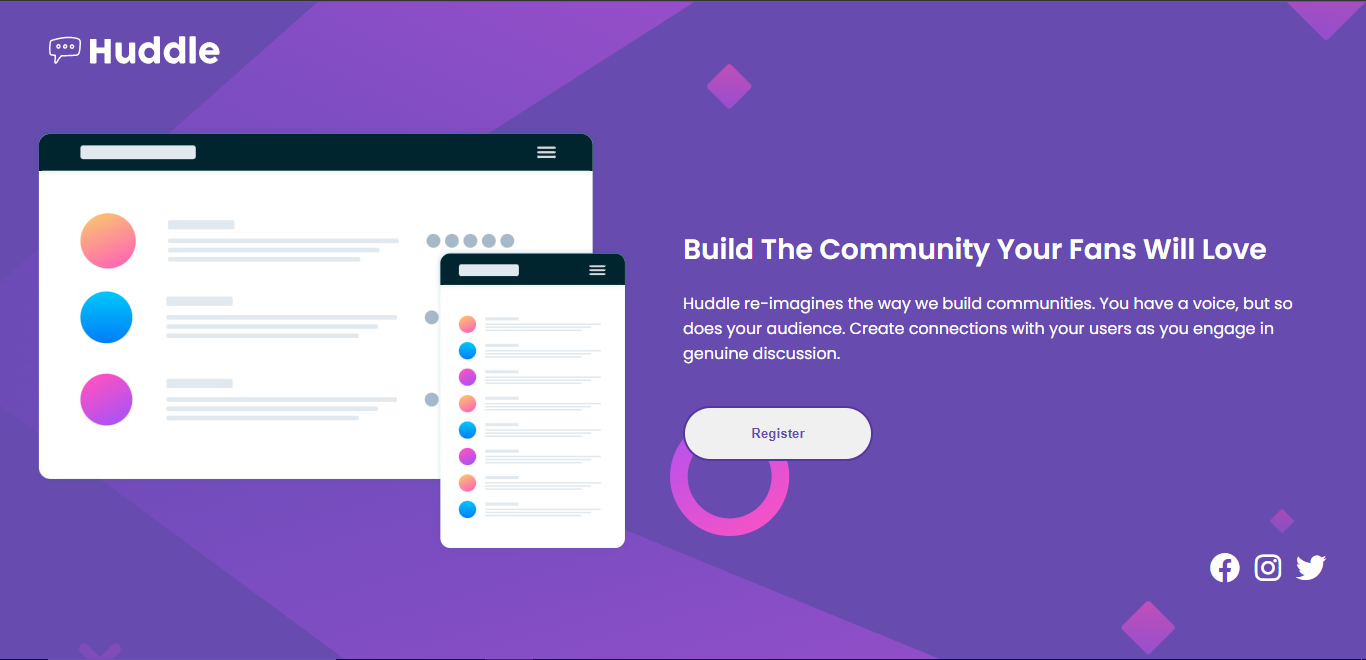 Huddle
Build The Community Your Fans Will Love
Huddle re-imagines the way we build communities. You have a voice, but so
does your audience. Create connections with your users as you engage in
genuine discussion.
Register